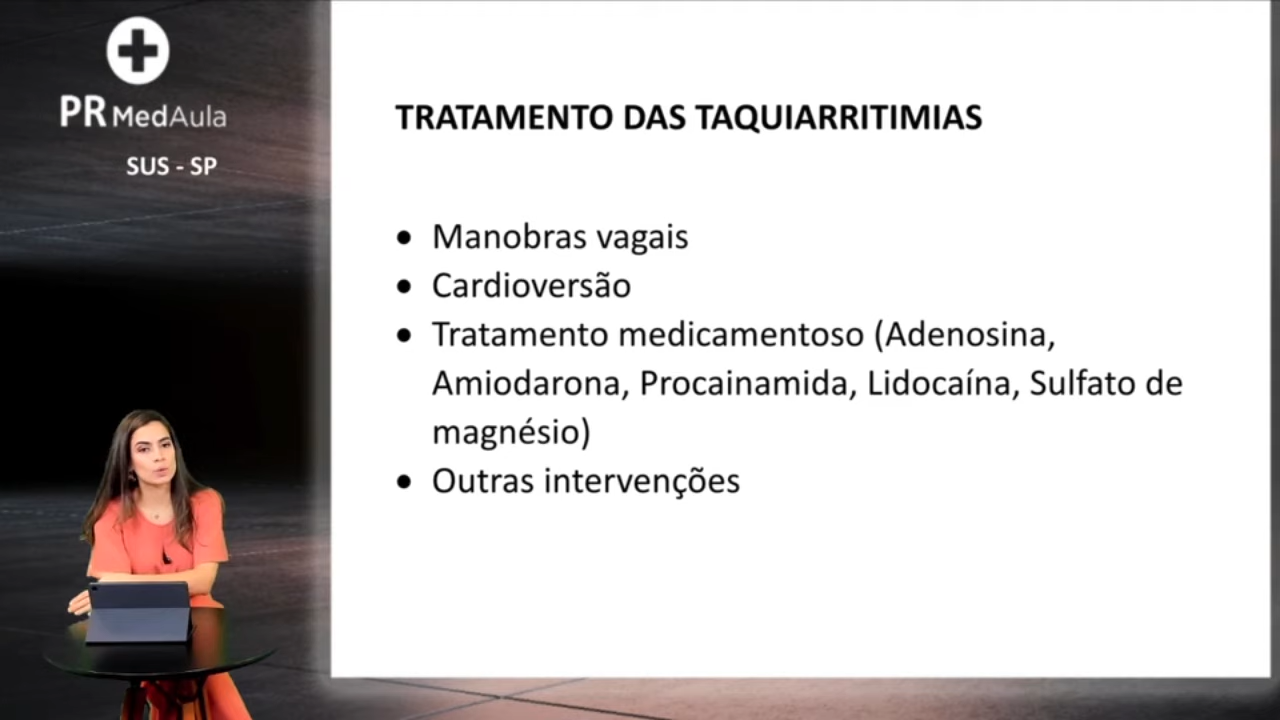 PR MedAula
SUS - SP
TRATAMENTO DAS TAQUIARRITIMIAS
• Manobras vagais
• Cardioversão
• Tratamento medicamentoso (Adenosina,
Amiodarona, Procainamida, Lidocaína, Sulfato de
magnésio)
• Outras intervenções